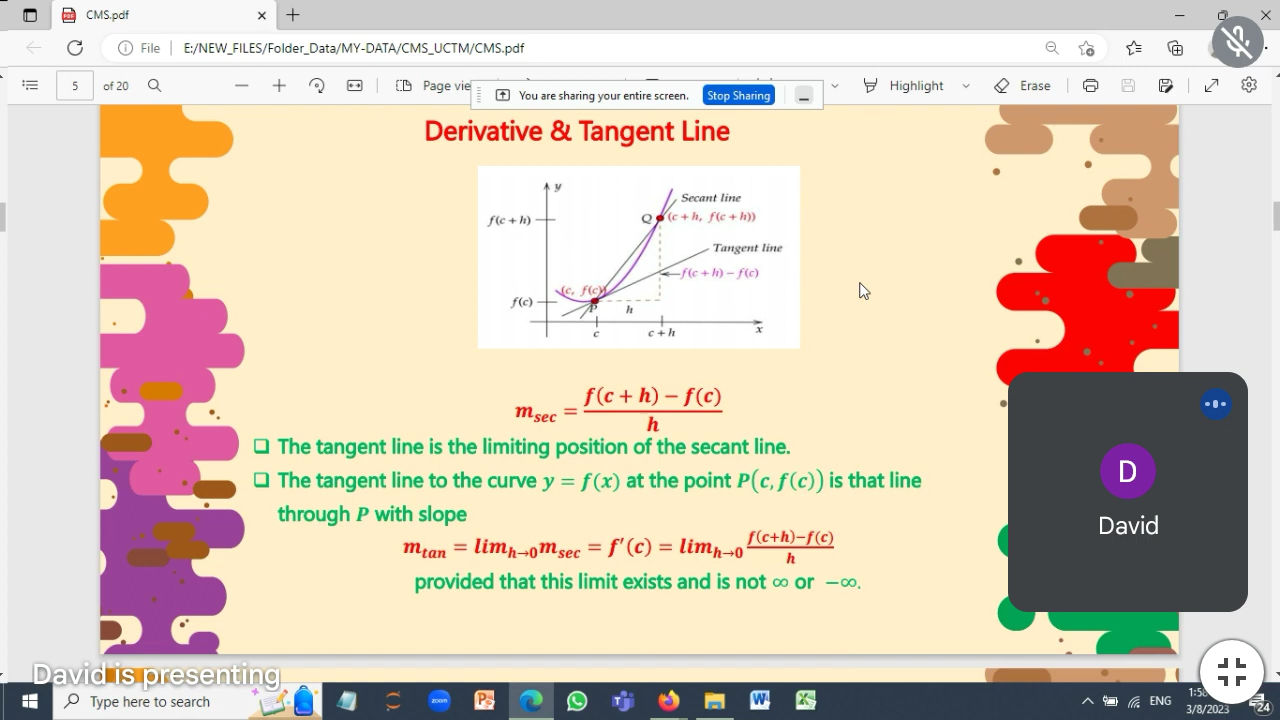 CMS.pdf
File E:/NEW_FILES/Folder_Data/MY-DATA/CMS_UCTM/CMS.pdf
5 of 20
You are sharing your entire screen. Stop Sharing
Highlight
Erase
Derivative & Tangent Line
y
Secant line
f(c + h)
Q (c + h, f(c + h))
Tangent line
f(c + h) − f(c)
(c, f(c))
f(c)
P
h
c
c + h
x
m_sec = f(c + h) − f(c) / h
❑ The tangent line is the limiting position of the secant line.
❑ The tangent line to the curve y = f(x) at the point P(c, f(c)) is that line
through P with slope
m_tan = lim_h→0 m_sec = f′(c) = lim_h→0 f(c+h)−f(c) / h
provided that this limit exists and is not ∞ or −∞.
D
David
David is presenting
Type here to search
zoom
ENG
3/8/2023
24